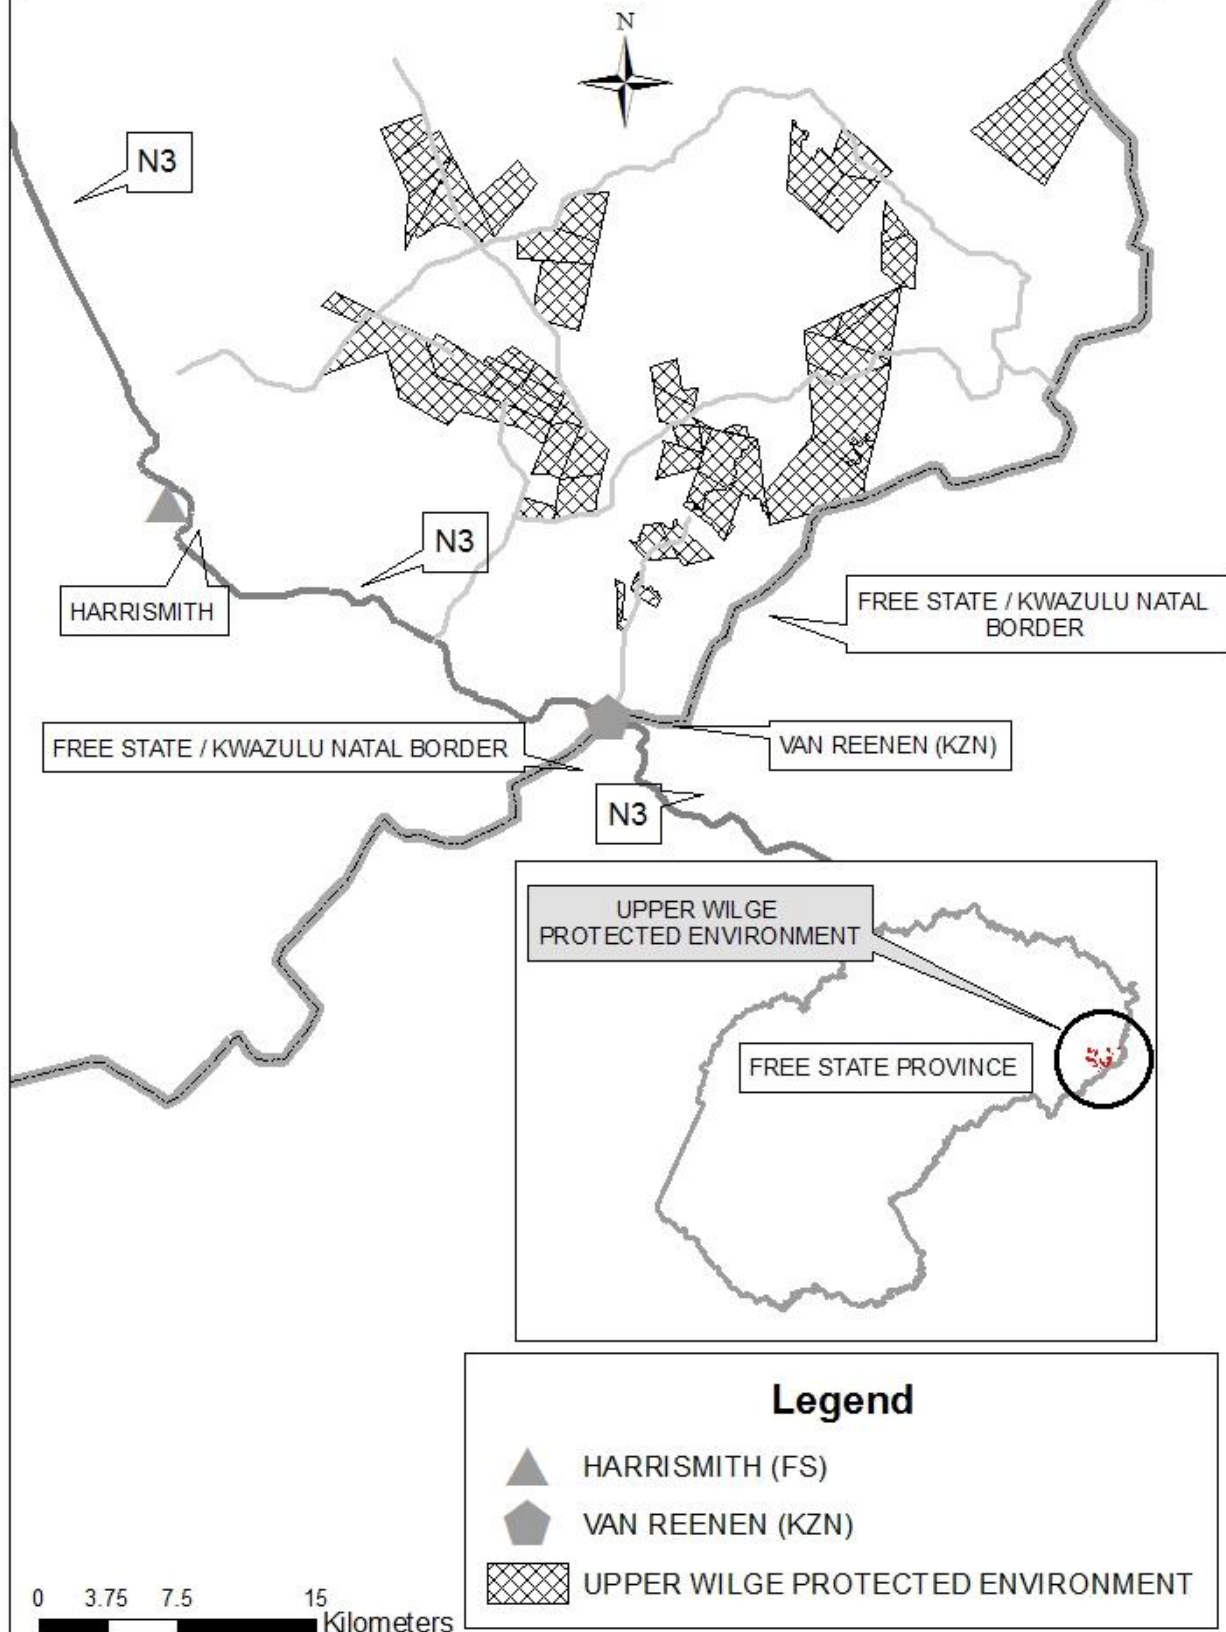 N
N3
N3
HARRISMITH
FREE STATE / KWAZULU NATAL
BORDER
FREE STATE / KWAZULU NATAL BORDER
VAN REENEN (KZN)
N3
UPPER WILGE
PROTECTED ENVIRONMENT
FREE STATE PROVINCE
Legend
HARRISMITH (FS)
VAN REENEN (KZN)
UPPER WILGE PROTECTED ENVIRONMENT
0 3.75 7.5 15
Kilometers